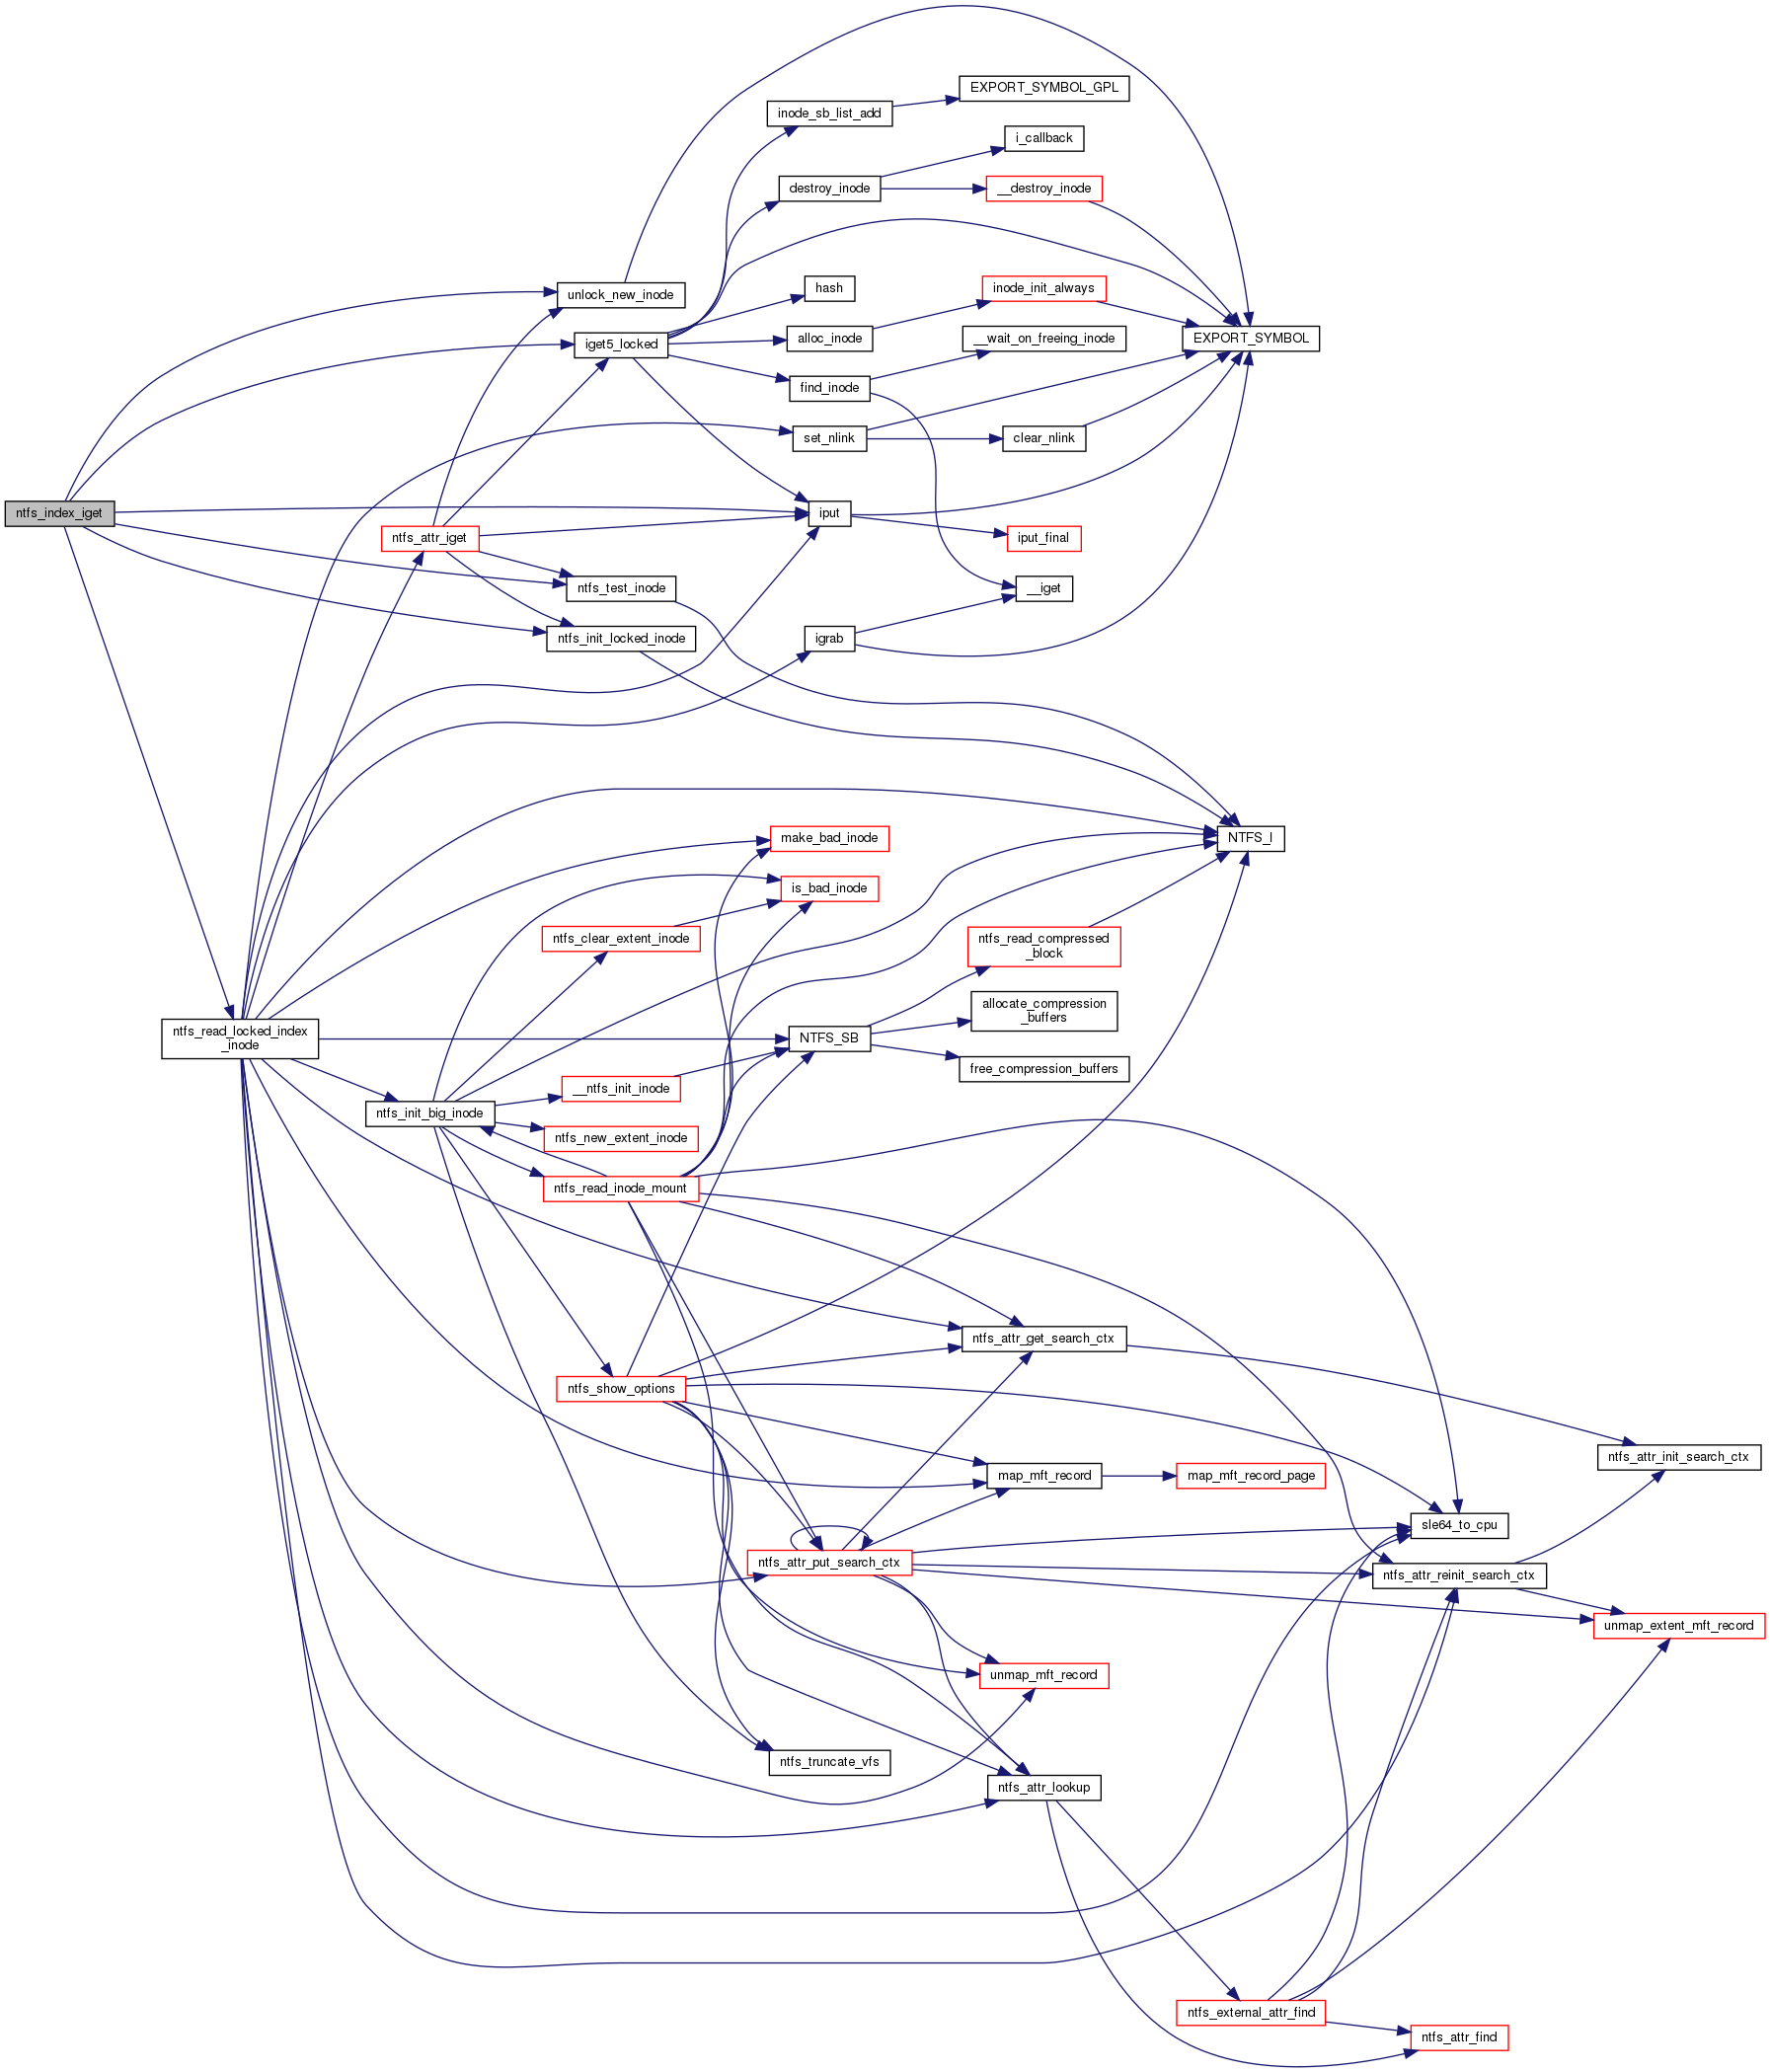 EXPORT_SYMBOL_GPL
inode_sb_list_add
i_callback
destroy_inode
__destroy_inode
unlock_new_inode
hash
inode_init_always
iget5_locked
alloc_inode
__wait_on_freeing_inode
EXPORT_SYMBOL
find_inode
set_nlink
clear_nlink
ntfs_index_iget
iput
ntfs_attr_iget
iput_final
ntfs_test_inode
__iget
ntfs_init_locked_inode
igrab
make_bad_inode
NTFS_I
is_bad_inode
ntfs_clear_extent_inode
ntfs_read_compressed
_block
allocate_compression
_buffers
ntfs_read_locked_index
_inode
NTFS_SB
free_compression_buffers
__ntfs_init_inode
ntfs_init_big_inode
ntfs_new_extent_inode
ntfs_read_inode_mount
ntfs_attr_get_search_ctx
ntfs_show_options
ntfs_attr_init_search_ctx
map_mft_record
map_mft_record_page
sle64_to_cpu
ntfs_attr_put_search_ctx
ntfs_attr_reinit_search_ctx
unmap_extent_mft_record
unmap_mft_record
ntfs_truncate_vfs
ntfs_attr_lookup
ntfs_external_attr_find
ntfs_attr_find